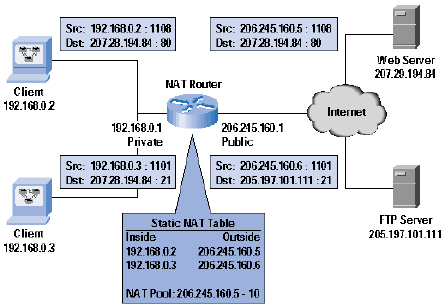 Src: 192.168.0.2 : 1108
Dst: 207.28.194.84 : 80
Src: 206.245.160.5 : 1108
Dst: 207.28.194.84 : 80
Client
192.168.0.2
NAT Router
Web Server
207.29.194.84
192.168.0.1
Private
206.245.160.1
Public
Internet
Src: 192.168.0.3 : 1101
Dst: 207.28.194.84 : 21
Src: 206.245.160.6 : 1101
Dst: 205.197.101.111 : 21
Client
192.168.0.3
FTP Server
205.197.101.111
Static NAT Table
Inside Outside
192.168.0.2 206.245.160.5
192.168.0.3 206.245.160.6
NAT Pool: 206.245.160.5 - 10